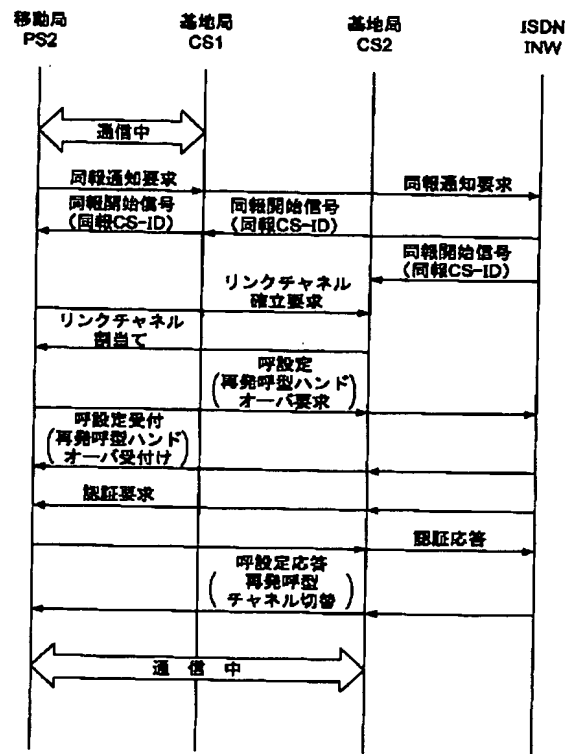 移動局
PS2
基地局
CS1
基地局
CS2
ISDN
INW
通信中
同報通知要求
同報通知要求
同報開始信号
(同報CS-ID)
同報開始信号
(同報CS-ID)
同報開始信号
(同報CS-ID)
リンクチャネル
確立要求
リンクチャネル
割当て
呼設定
(再発呼型ハンド
オーバ要求)
呼設定受付
(再発呼型ハンド
オーバ受付け)
認証要求
認証応答
呼設定応答
(再発呼型
チャネル切替)
通信中